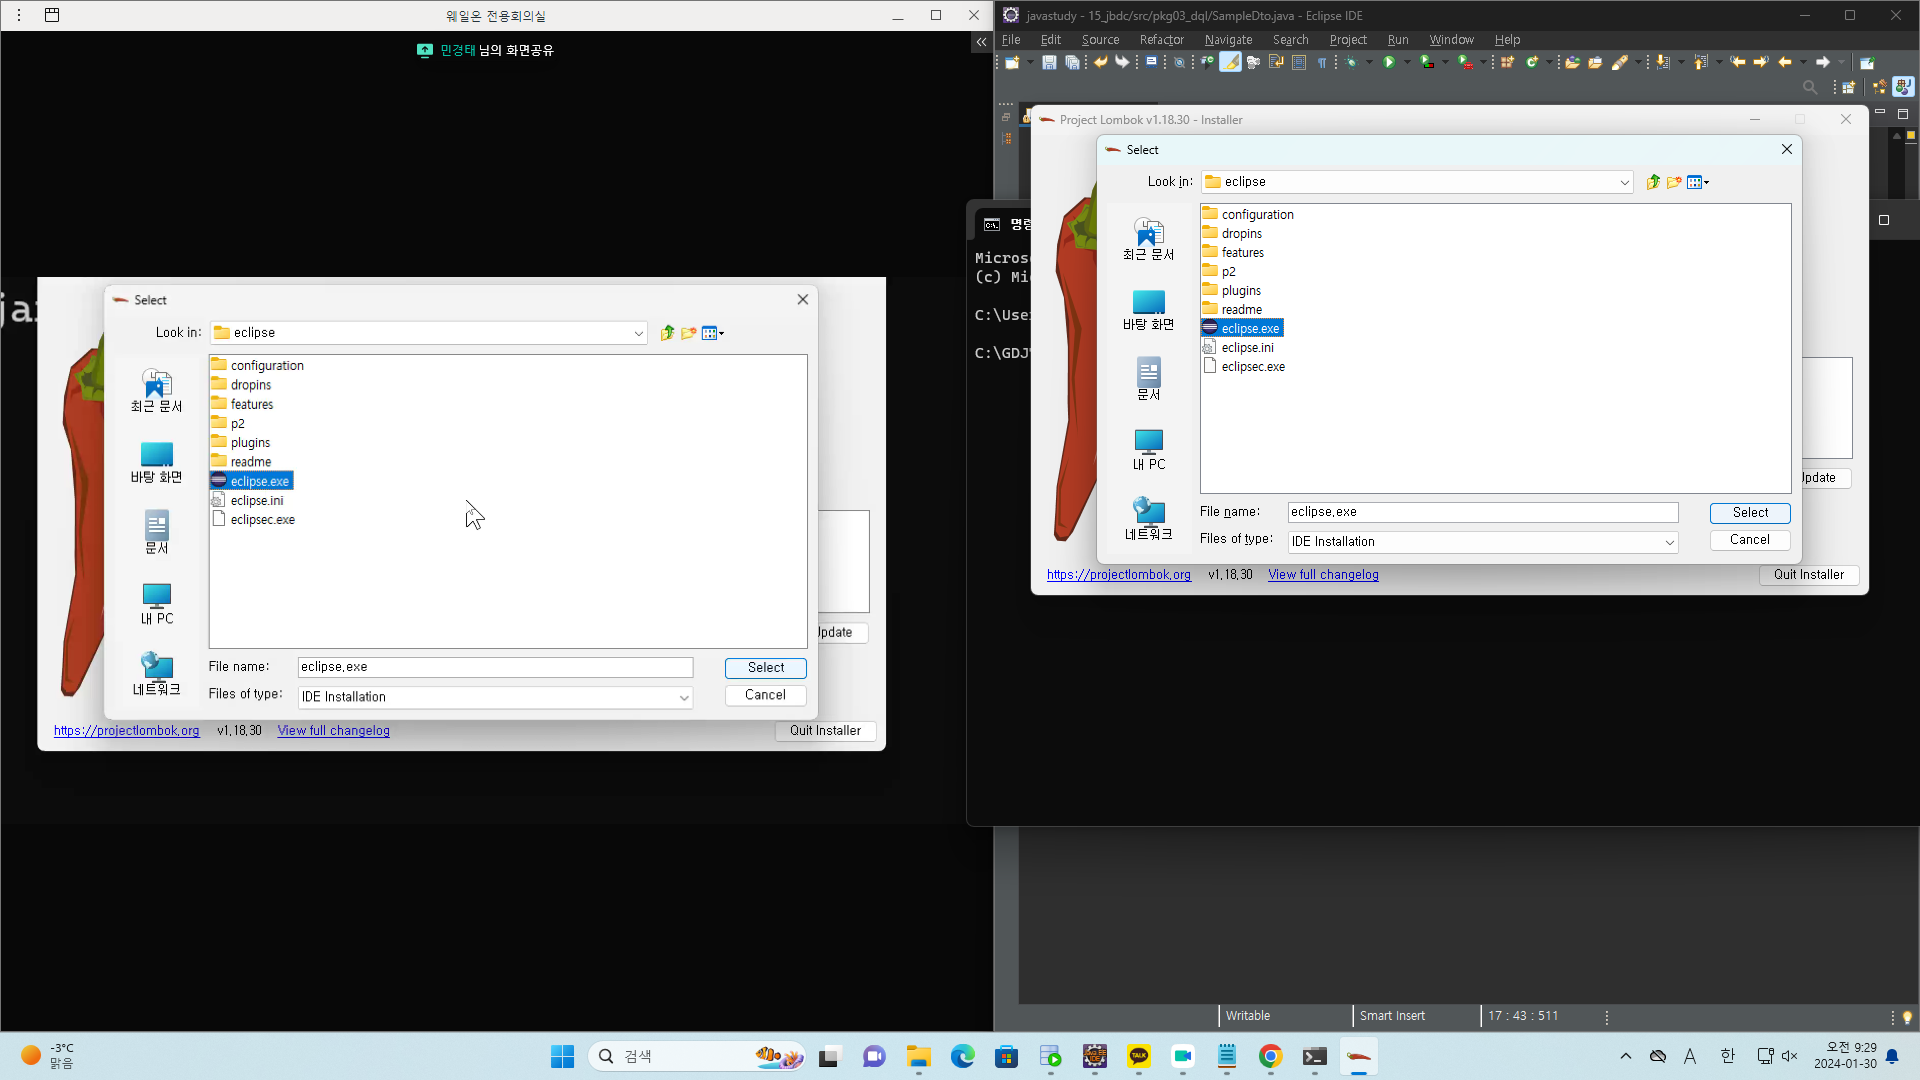 웨일온 전용회의실
민경태 님의 화면공유
Select
Look in:
eclipse
configuration
dropins
features
p2
plugins
readme
eclipse.exe
eclipse.ini
eclipsec.exe
최근 문서
바탕 화면
문서
내 PC
네트워크
File name:
eclipse.exe
Select
Files of type:
IDE Installation
Cancel
https://projectlombok.org
v1.18.30
View full changelog
Quit Installer
javastudy - 15_jbdc/src/pkg03_dql/SampleDto.java - Eclipse IDE
File Edit Source Refactor Navigate Search Project Run Window Help
Project Lombok v1.18.30 - Installer
Select
Look in:
eclipse
configuration
dropins
features
p2
plugins
readme
eclipse.exe
eclipse.ini
eclipsec.exe
최근 문서
바탕 화면
문서
내 PC
네트워크
File name:
eclipse.exe
Select
Files of type:
IDE Installation
Cancel
https://projectlombok.org
v1.18.30
View full changelog
Quit Installer
(c)
Writable
Smart Insert
17 : 43 : 511
-3°C
맑음
검색
A
한
오전 9:29
2024-01-30